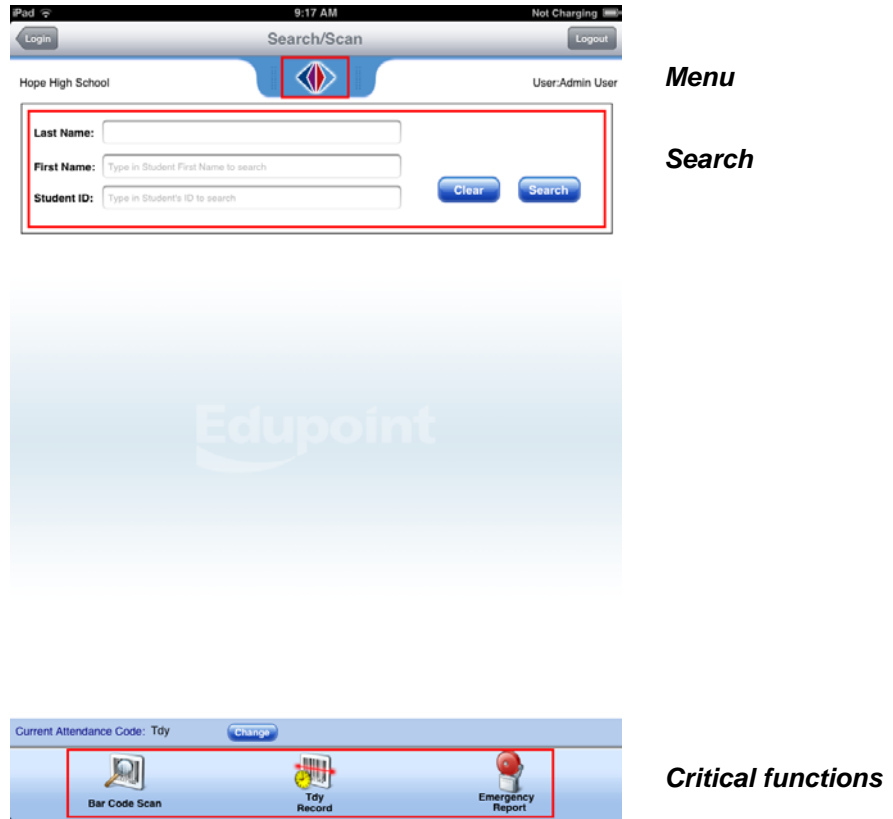 iPad 9:17 AM Not Charging
Login Search/Scan Logout
Hope High School User:Admin User
Menu
Last Name:
Search
First Name: Type in Student First Name to search
Clear Search
Student ID: Type in Student's ID to search
Edupoint
Current Attendance Code: Tdy Change
Bar Code Scan
Tdy
Record
Emergency
Report
Critical functions